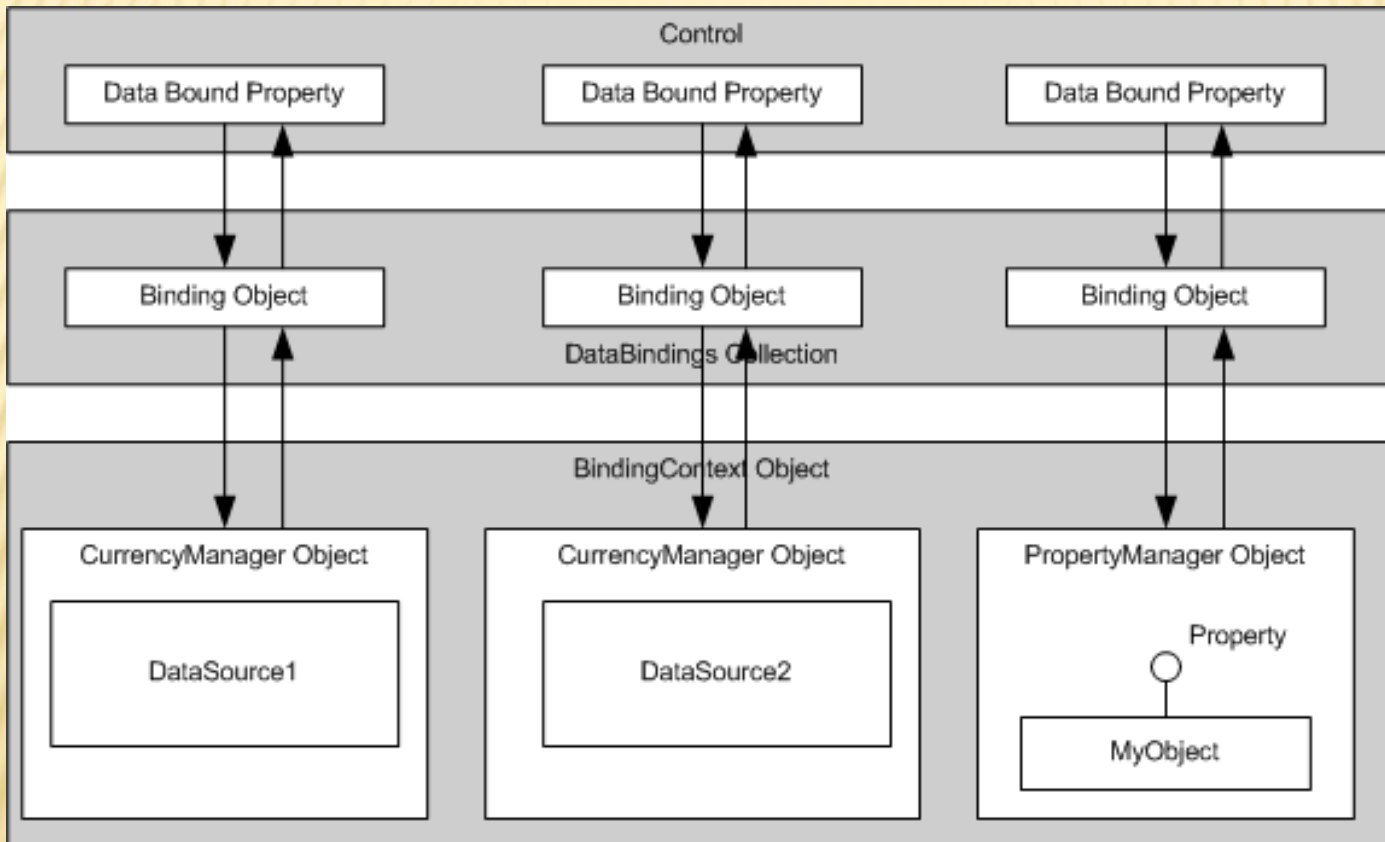 Control
Data Bound Property
Data Bound Property
Data Bound Property
Binding Object
Binding Object
Binding Object
DataBindings Collection
BindingContext Object
CurrencyManager Object
CurrencyManager Object
PropertyManager Object
Property
DataSource1
DataSource2
MyObject